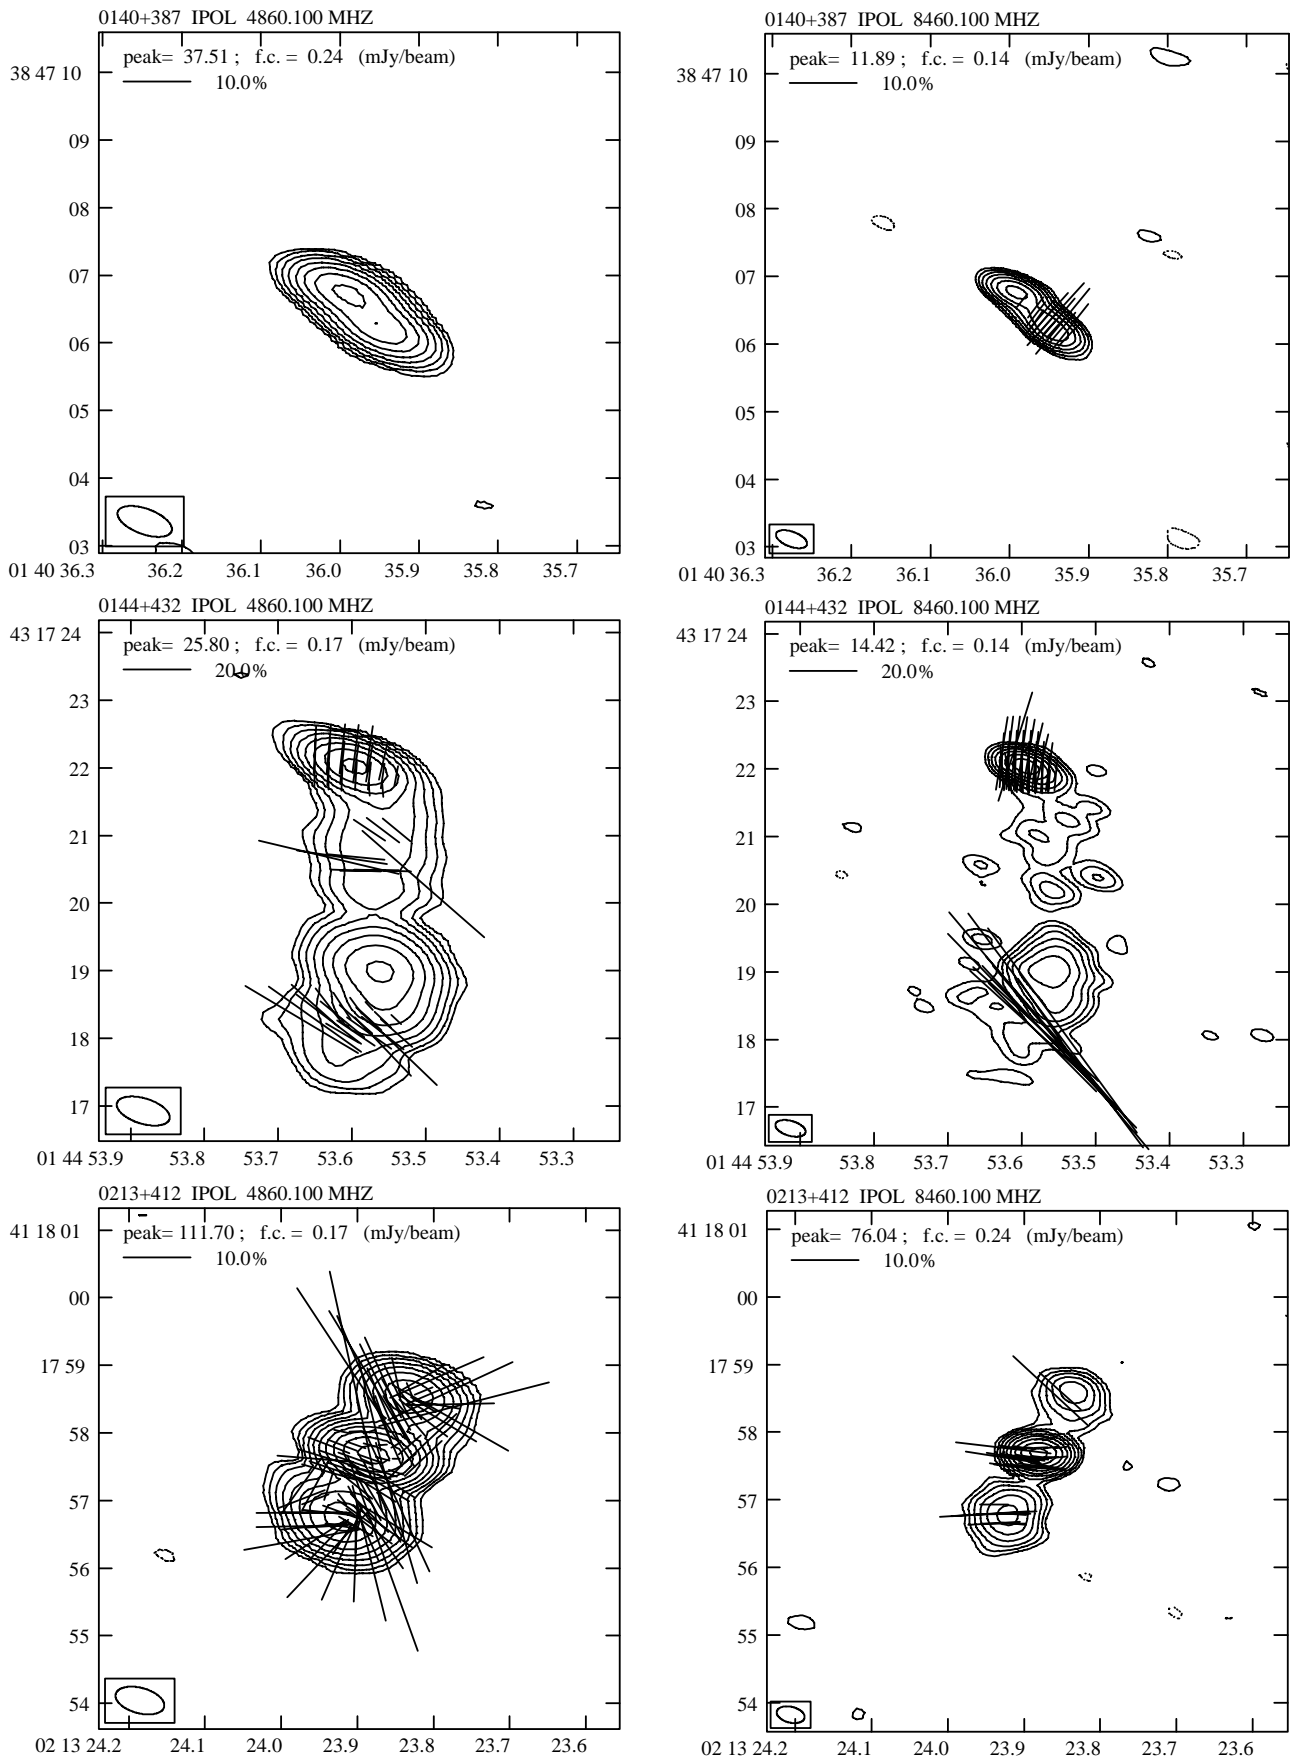 0140+387 IPOL 4860.100 MHZ
peak= 37.51 ; f.c. = 0.24 (mJy/beam)
10.0%
38 47 10
09
08
07
06
05
04
03
01 40 36.3 36.2 36.1 36.0 35.9 35.8 35.7
0140+387 IPOL 8460.100 MHZ
peak= 11.89 ; f.c. = 0.14 (mJy/beam)
10.0%
38 47 10
09
08
07
06
05
04
03
01 40 36.3 36.2 36.1 36.0 35.9 35.8 35.7
0144+432 IPOL 4860.100 MHZ
peak= 25.80 ; f.c. = 0.17 (mJy/beam)
20.0%
43 17 24
23
22
21
20
19
18
17
01 44 53.9 53.8 53.7 53.6 53.5 53.4 53.3
0144+432 IPOL 8460.100 MHZ
peak= 14.42 ; f.c. = 0.14 (mJy/beam)
20.0%
43 17 24
23
22
21
20
19
18
17
01 44 53.9 53.8 53.7 53.6 53.5 53.4 53.3
0213+412 IPOL 4860.100 MHZ
peak= 111.70 ; f.c. = 0.17 (mJy/beam)
10.0%
41 18 01
00
17 59
58
57
56
55
54
02 13 24.2 24.1 24.0 23.9 23.8 23.7 23.6
0213+412 IPOL 8460.100 MHZ
peak= 76.04 ; f.c. = 0.24 (mJy/beam)
10.0%
41 18 01
00
17 59
58
57
56
55
54
02 13 24.2 24.1 24.0 23.9 23.8 23.7 23.6